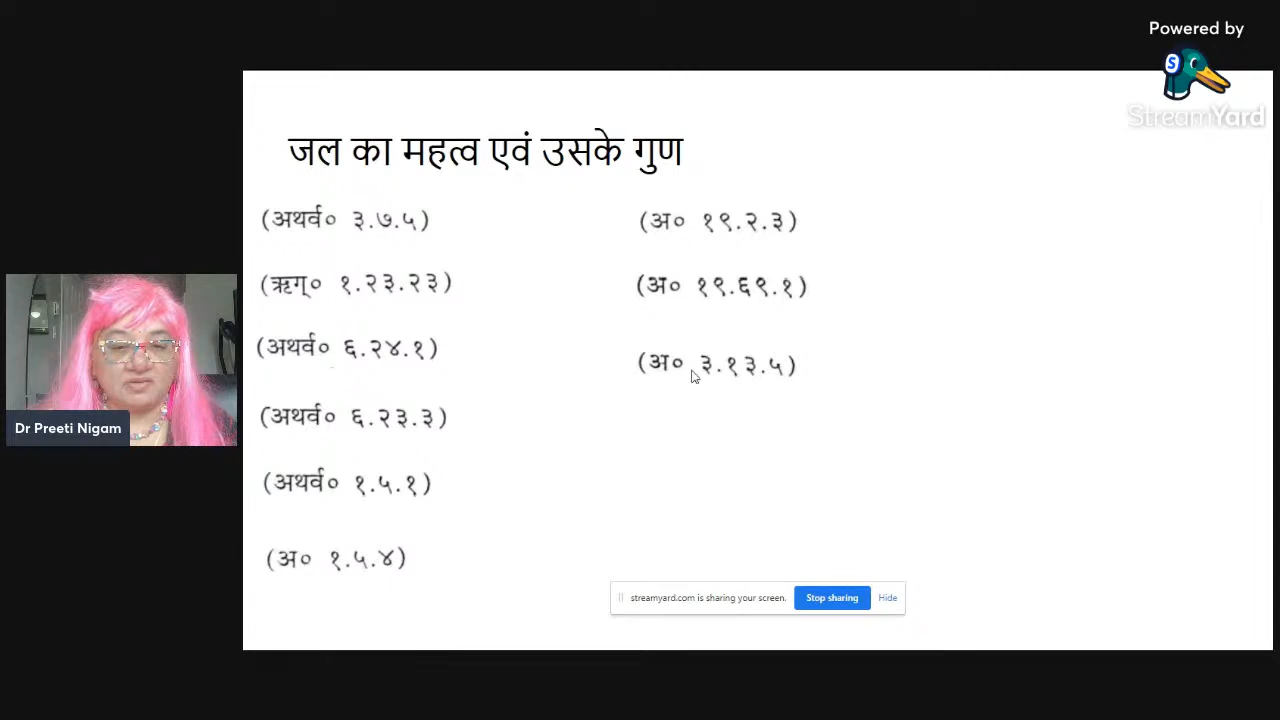 Powered by
StreamYard
जल का महत्व एवं उसके गुण
(अथर्व० ३.७.५)
(ऋग्० १.२३.२३)
(अथर्व० ६.२४.१)
(अथर्व० ६.२३.३)
(अथर्व० १.५.१)
(अ० १.५.४)
(अ० १९.२.३)
(अ० १९.६९.१)
(अ० ३.१३.५)
Dr Preeti Nigam
streamyard.com is sharing your screen. Stop sharing Hide